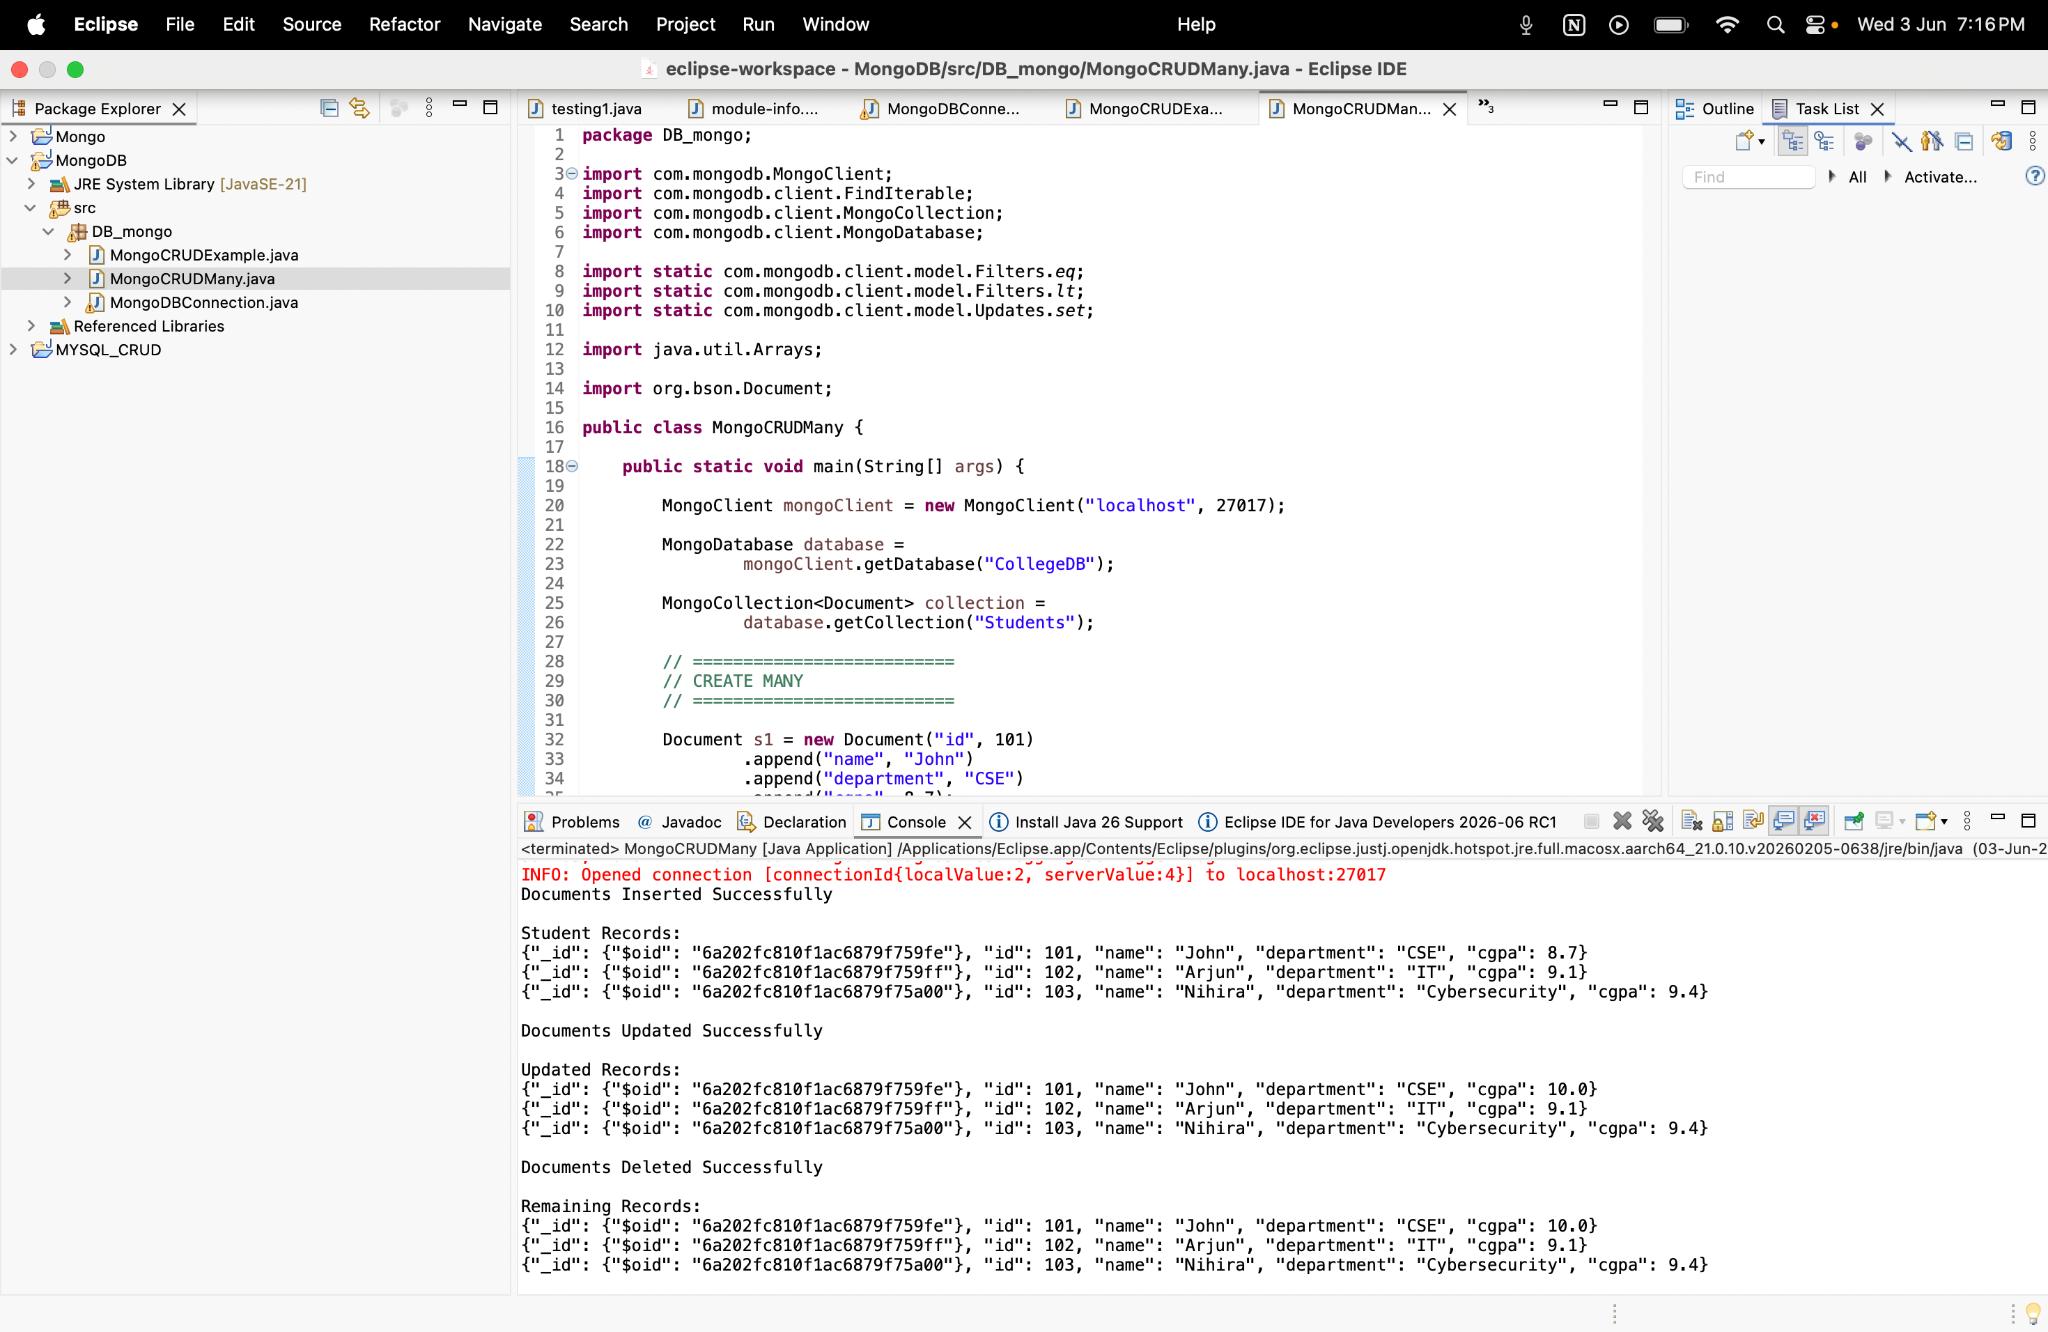 Eclipse File Edit Source Refactor Navigate Search Project Run Window Help Wed 3 Jun 7:16 PM
eclipse-workspace - MongoDB/src/DB_mongo/MongoCRUDMany.java - Eclipse IDE
Package Explorer
Mongo
MongoDB
JRE System Library [JavaSE-21]
src
DB_mongo
MongoCRUDExample.java
MongoCRUDMany.java
MongoDBConnection.java
Referenced Libraries
MYSQL_CRUD
testing1.java module-info.... MongoDBConne... MongoCRUDExa... MongoCRUDMan... »3
1 package DB_mongo;
2
3 import com.mongodb.MongoClient;
4 import com.mongodb.client.FindIterable;
5 import com.mongodb.client.MongoCollection;
6 import com.mongodb.client.MongoDatabase;
7
8 import static com.mongodb.client.model.Filters.eq;
9 import static com.mongodb.client.model.Filters.lt;
10 import static com.mongodb.client.model.Updates.set;
11
12 import java.util.Arrays;
13
14 import org.bson.Document;
15
16 public class MongoCRUDMany {
17
18 public static void main(String[] args) {
19
20 MongoClient mongoClient = new MongoClient("localhost", 27017);
21
22 MongoDatabase database =
23 mongoClient.getDatabase("CollegeDB");
24
25 MongoCollection<Document> collection =
26 database.getCollection("Students");
27
28 // ==========================
29 // CREATE MANY
30 // ==========================
31
32 Document s1 = new Document("id", 101)
33 .append("name", "John")
34 .append("department", "CSE")
Outline Task List
Find All Activate...
Problems @ Javadoc Declaration Console Install Java 26 Support Eclipse IDE for Java Developers 2026-06 RC1
<terminated> MongoCRUDMany [Java Application] /Applications/Eclipse.app/Contents/Eclipse/plugins/org.eclipse.justj.openjdk.hotspot.jre.full.macosx.aarch64_21.0.10.v20260205-0638/jre/bin/java (03-Jun-2
INFO: Opened connection [connectionId{localValue:2, serverValue:4}] to localhost:27017
Documents Inserted Successfully
Student Records:
{"_id": {"$oid": "6a202fc810f1ac6879f759fe"}, "id": 101, "name": "John", "department": "CSE", "cgpa": 8.7}
{"_id": {"$oid": "6a202fc810f1ac6879f759ff"}, "id": 102, "name": "Arjun", "department": "IT", "cgpa": 9.1}
{"_id": {"$oid": "6a202fc810f1ac6879f75a00"}, "id": 103, "name": "Nihira", "department": "Cybersecurity", "cgpa": 9.4}
Documents Updated Successfully
Updated Records:
{"_id": {"$oid": "6a202fc810f1ac6879f759fe"}, "id": 101, "name": "John", "department": "CSE", "cgpa": 10.0}
{"_id": {"$oid": "6a202fc810f1ac6879f759ff"}, "id": 102, "name": "Arjun", "department": "IT", "cgpa": 9.1}
{"_id": {"$oid": "6a202fc810f1ac6879f75a00"}, "id": 103, "name": "Nihira", "department": "Cybersecurity", "cgpa": 9.4}
Documents Deleted Successfully
Remaining Records:
{"_id": {"$oid": "6a202fc810f1ac6879f759fe"}, "id": 101, "name": "John", "department": "CSE", "cgpa": 10.0}
{"_id": {"$oid": "6a202fc810f1ac6879f759ff"}, "id": 102, "name": "Arjun", "department": "IT", "cgpa": 9.1}
{"_id": {"$oid": "6a202fc810f1ac6879f75a00"}, "id": 103, "name": "Nihira", "department": "Cybersecurity", "cgpa": 9.4}